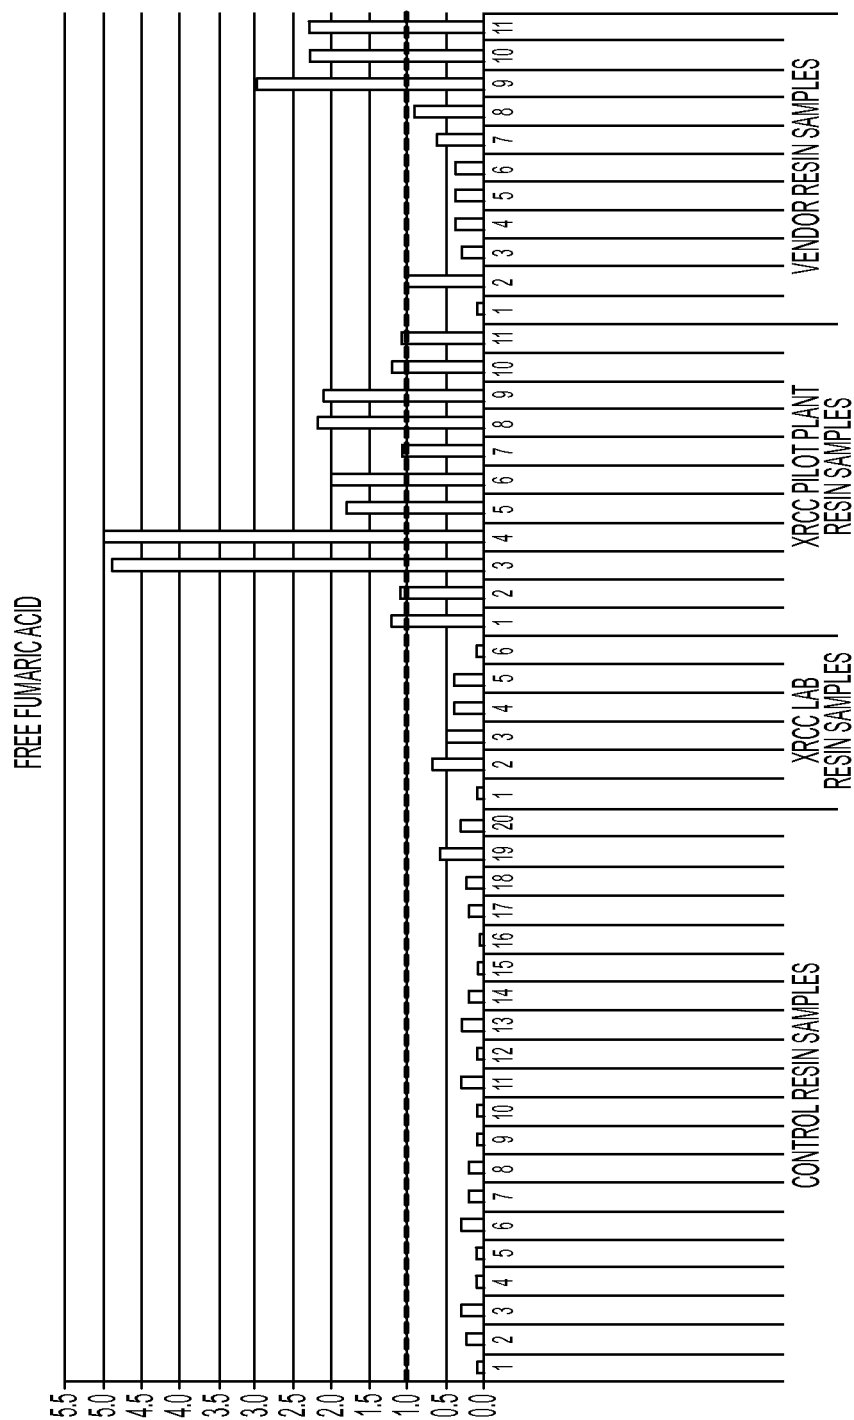 FREE FUMARIC ACID
5.5
5.0
4.5
4.0
3.5
3.0
2.5
2.0
1.5
1.0
0.5
0.0
1 2 3 4 5 6 7 8 9 10 11 12 13 14 15 16 17 18 19 20 1 2 3 4 5 6 1 2 3 4 5 6 7 8 9 10 11 1 2 3 4 5 6 7 8 9 10 11
CONTROL RESIN SAMPLES
XRCC LAB
RESIN SAMPLES
XRCC PILOT PLANT
RESIN SAMPLES
VENDOR RESIN SAMPLES